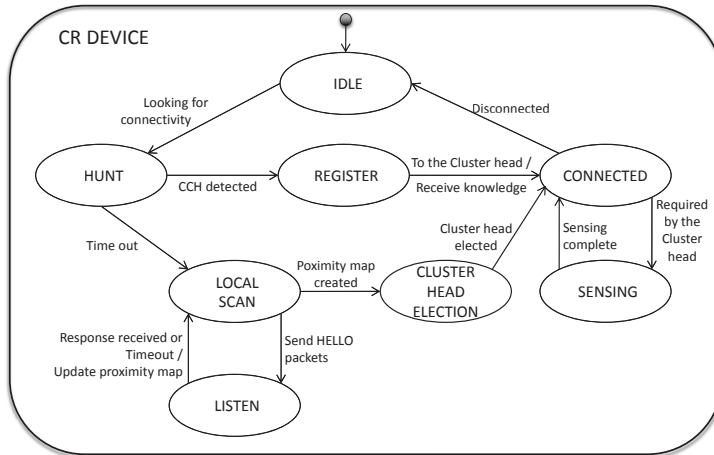 CR DEVICE
IDLE
Looking for
connectivity
Disconnected
HUNT
CCH detected
REGISTER
To the Cluster head /
Receive knowledge
CONNECTED
Time out
Cluster head
elected
Sensing
complete
Required
by the
Cluster
head
LOCAL
SCAN
Poximity map
created
CLUSTER
HEAD
ELECTION
SENSING
Response received or
Timeout /
Update proximity map
Send HELLO
packets
LISTEN